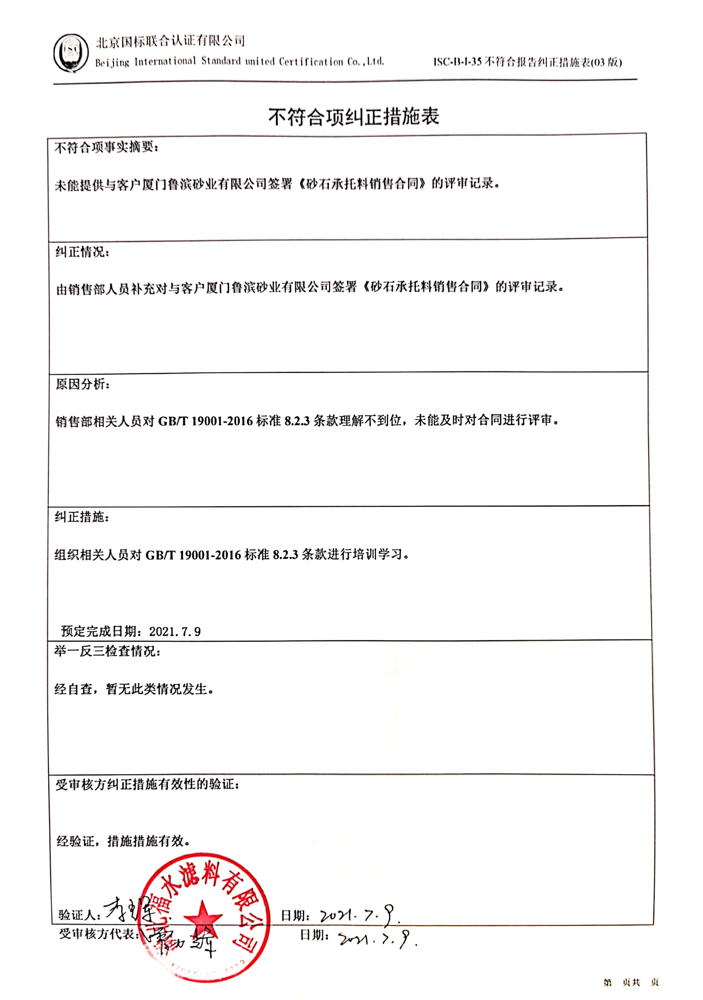 ISC
北京国标联合认证有限公司
Beijing International Standard united Certification Co.,Ltd.
ISC-B-I-35 不符合报告纠正措施表(03 版)
不符合项纠正措施表
不符合项事实摘要：
未能提供与客户厦门鲁滨砂业有限公司签署《砂石承托料销售合同》的评审记录。
纠正情况：
由销售部人员补充对与客户厦门鲁滨砂业有限公司签署《砂石承托料销售合同》的评审记录。
原因分析：
销售部相关人员对 GB/T 19001-2016 标准 8.2.3 条款理解不到位，未能及时对合同进行评审。
纠正措施：
组织相关人员对 GB/T 19001-2016 标准 8.2.3 条款进行培训学习。
预定完成日期：2021.7.9
举一反三检查情况：
经自查，暂无此类情况发生。
受审核方纠正措施有效性的验证：
经验证，措施措施有效。
福水滤料有限公司
验证人：
日期：2021.7.9.
受审核方代表：
日期：2021.7.9.
第 页共 页